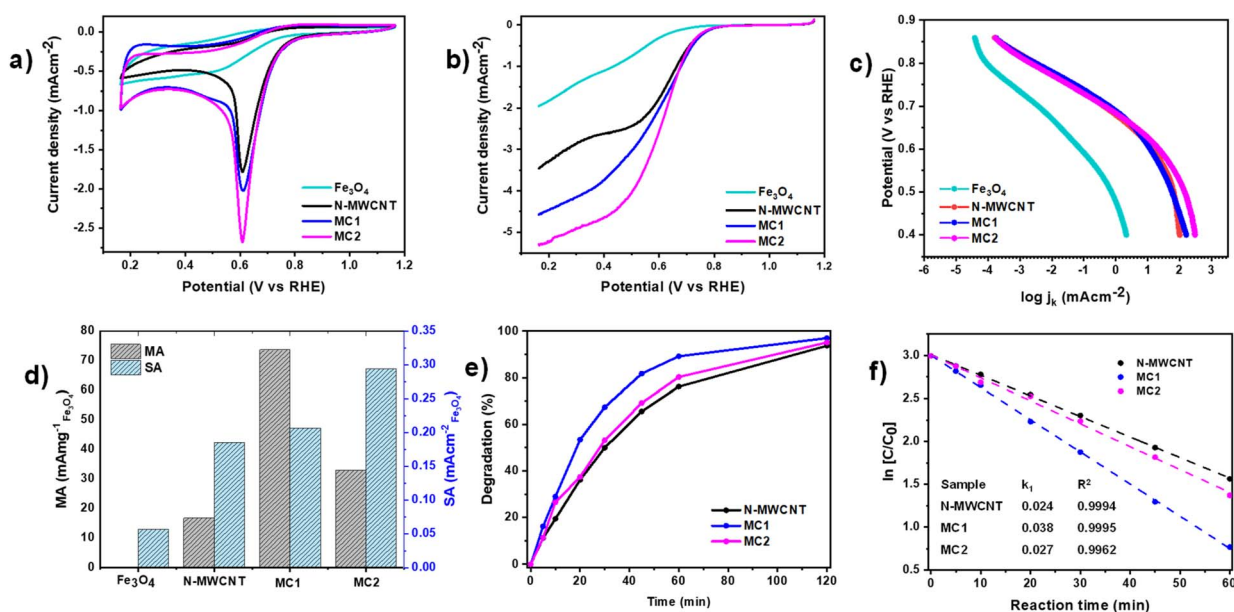 a)
Current density (mAcm⁻²)
0.0
-0.5
-1.0
-1.5
-2.0
-2.5
0.2 0.4 0.6 0.8 1.0 1.2
Potential (V vs RHE)
Fe₃O₄
N-MWCNT
MC1
MC2
b)
Current density (mAcm⁻²)
0
-1
-2
-3
-4
-5
0.2 0.4 0.6 0.8 1.0 1.2
Potential (V vs RHE)
Fe₃O₄
N-MWCNT
MC1
MC2
c)
Potential (V vs RHE)
0.9
0.8
0.7
0.6
0.5
0.4
-6 -5 -4 -3 -2 -1 0 1 2 3
log jₖ (mAcm⁻²)
Fe₃O₄
N-MWCNT
MC1
MC2
d)
MA (mAmg⁻¹ Fe₃O₄)
80
70
60
50
40
30
20
10
0
MA
SA
Fe₃O₄ N-MWCNT MC1 MC2
0.35
0.30
0.25
0.20
0.15
0.10
0.05
0.00
SA (mAcm⁻² Fe₃O₄)
e)
Degradation (%)
100
80
60
40
20
0
0 20 40 60 80 100 120
Time (min)
N-MWCNT
MC1
MC2
f)
ln [C/C₀]
3.0
2.5
2.0
1.5
1.0
0.5
0 10 20 30 40 50 60
Reaction time (min)
N-MWCNT
MC1
MC2
Sample k₁ R²
N-MWCNT 0.024 0.9994
MC1 0.038 0.9995
MC2 0.027 0.9962